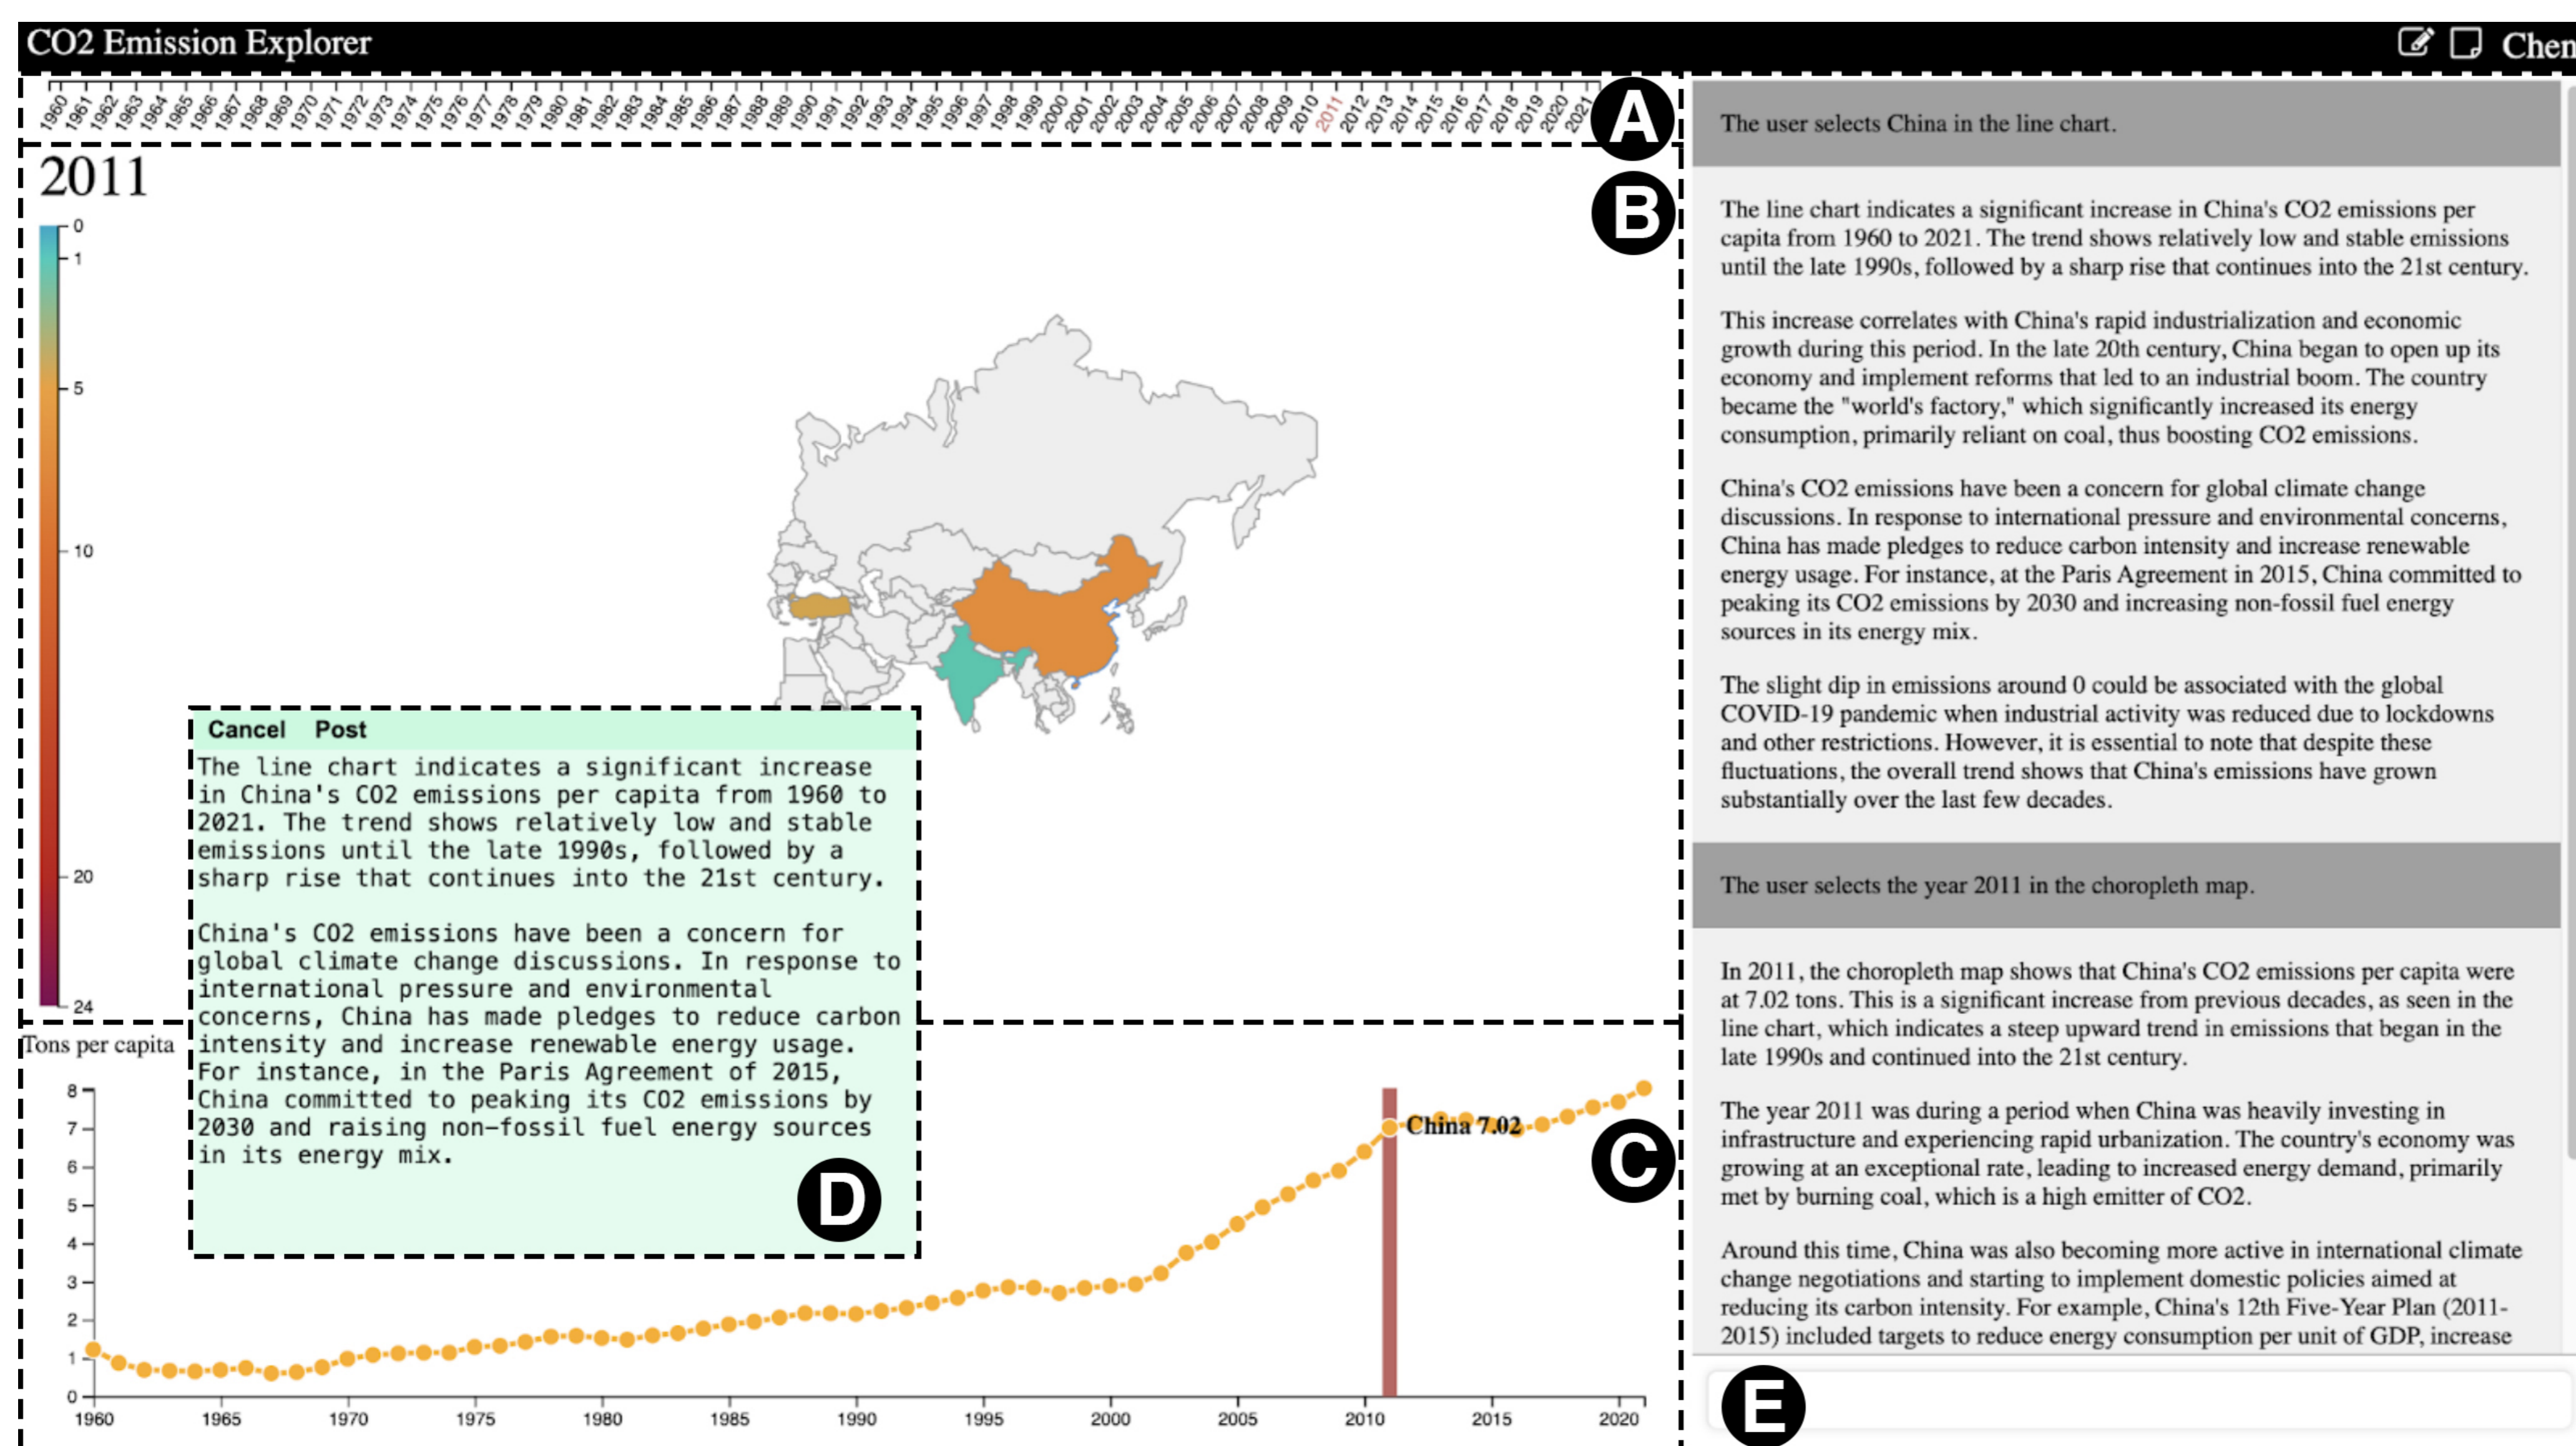 CO2 Emission Explorer
Chen
1960 1961 1962 1963 1964 1965 1966 1967 1968 1969 1970 1971 1972 1973 1974 1975 1976 1977 1978 1979 1980 1981 1982 1983 1984 1985 1986 1987 1988 1989 1990 1991 1992 1993 1994 1995 1996 1997 1998 1999 2000 2001 2002 2003 2004 2005 2006 2007 2008 2009 2010 2011 2012 2013 2014 2015 2016 2017 2018 2019 2020 2021
A
2011
B
0
1
5
10
20
24
Cancel Post
The line chart indicates a significant increase
in China's CO2 emissions per capita from 1960 to
2021. The trend shows relatively low and stable
emissions until the late 1990s, followed by a
sharp rise that continues into the 21st century.
China's CO2 emissions have been a concern for
global climate change discussions. In response to
international pressure and environmental
concerns, China has made pledges to reduce carbon
intensity and increase renewable energy usage.
For instance, in the Paris Agreement of 2015,
China committed to peaking its CO2 emissions by
2030 and raising non-fossil fuel energy sources
in its energy mix.
D
Tons per capita
8
7
6
5
4
3
2
1
0
China 7.02
C
1960 1965 1970 1975 1980 1985 1990 1995 2000 2005 2010 2015 2020
The user selects China in the line chart.
The line chart indicates a significant increase in China's CO2 emissions per
capita from 1960 to 2021. The trend shows relatively low and stable emissions
until the late 1990s, followed by a sharp rise that continues into the 21st century.
This increase correlates with China's rapid industrialization and economic
growth during this period. In the late 20th century, China began to open up its
economy and implement reforms that led to an industrial boom. The country
became the "world's factory," which significantly increased its energy
consumption, primarily reliant on coal, thus boosting CO2 emissions.
China's CO2 emissions have been a concern for global climate change
discussions. In response to international pressure and environmental concerns,
China has made pledges to reduce carbon intensity and increase renewable
energy usage. For instance, at the Paris Agreement in 2015, China committed to
peaking its CO2 emissions by 2030 and increasing non-fossil fuel energy
sources in its energy mix.
The slight dip in emissions around 0 could be associated with the global
COVID-19 pandemic when industrial activity was reduced due to lockdowns
and other restrictions. However, it is essential to note that despite these
fluctuations, the overall trend shows that China's emissions have grown
substantially over the last few decades.
The user selects the year 2011 in the choropleth map.
In 2011, the choropleth map shows that China's CO2 emissions per capita were
at 7.02 tons. This is a significant increase from previous decades, as seen in the
line chart, which indicates a steep upward trend in emissions that began in the
late 1990s and continued into the 21st century.
The year 2011 was during a period when China was heavily investing in
infrastructure and experiencing rapid urbanization. The country's economy was
growing at an exceptional rate, leading to increased energy demand, primarily
met by burning coal, which is a high emitter of CO2.
Around this time, China was also becoming more active in international climate
change negotiations and starting to implement domestic policies aimed at
reducing its carbon intensity. For example, China's 12th Five-Year Plan (2011-
2015) included targets to reduce energy consumption per unit of GDP, increase
E